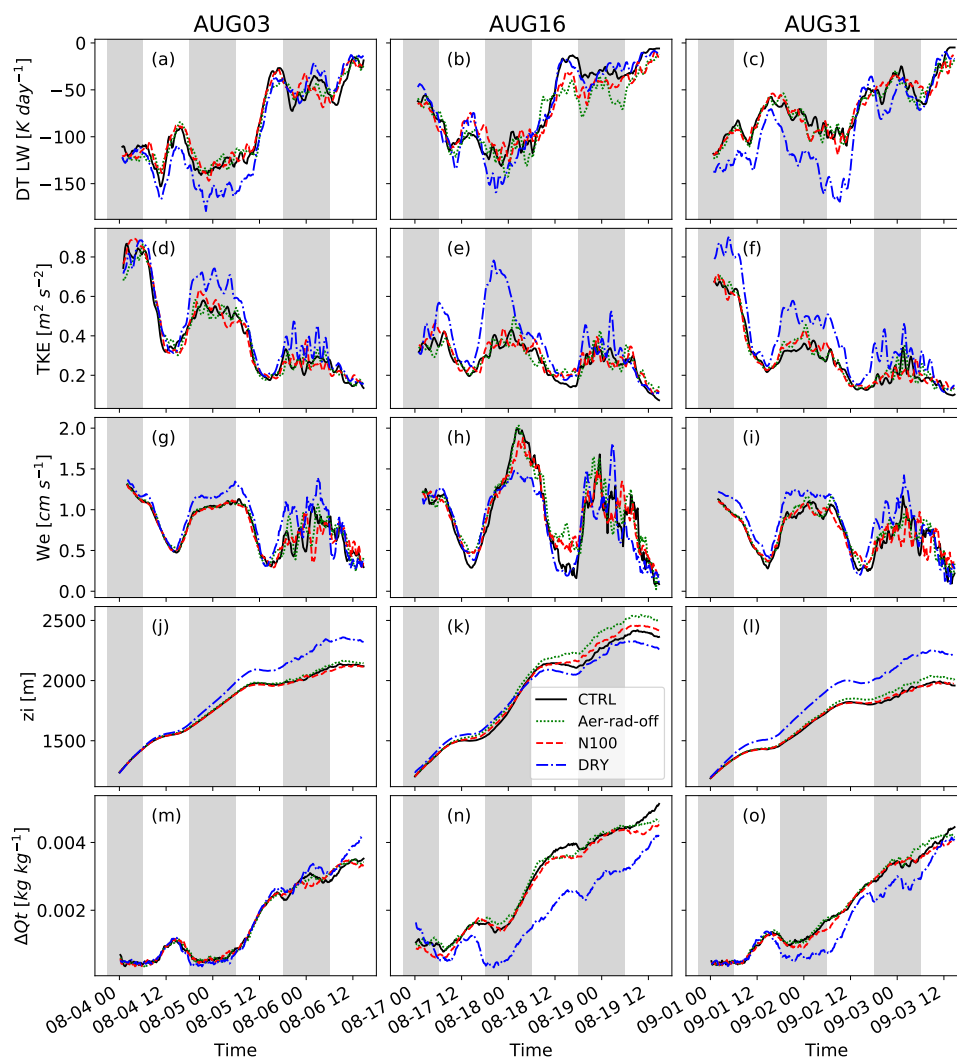 AUG03 AUG16 AUG31
DT LW [K day⁻¹]
0
−50
−100
−150
(a) (b) (c)
TKE [m² s⁻²]
0.8
0.6
0.4
0.2
(d) (e) (f)
We [cm s⁻¹]
2.0
1.5
1.0
0.5
0.0
(g) (h) (i)
zi [m]
2500
2000
1500
(j) (k) (l)
CTRL
Aer-rad-off
N100
DRY
ΔQt [kg kg⁻¹]
0.004
0.002
(m) (n) (o)
08-04 00 08-04 12 08-05 00 08-05 12 08-06 00 08-06 12
08-17 00 08-17 12 08-18 00 08-18 12 08-19 00 08-19 12
09-01 00 09-01 12 09-02 00 09-02 12 09-03 00 09-03 12
Time Time Time